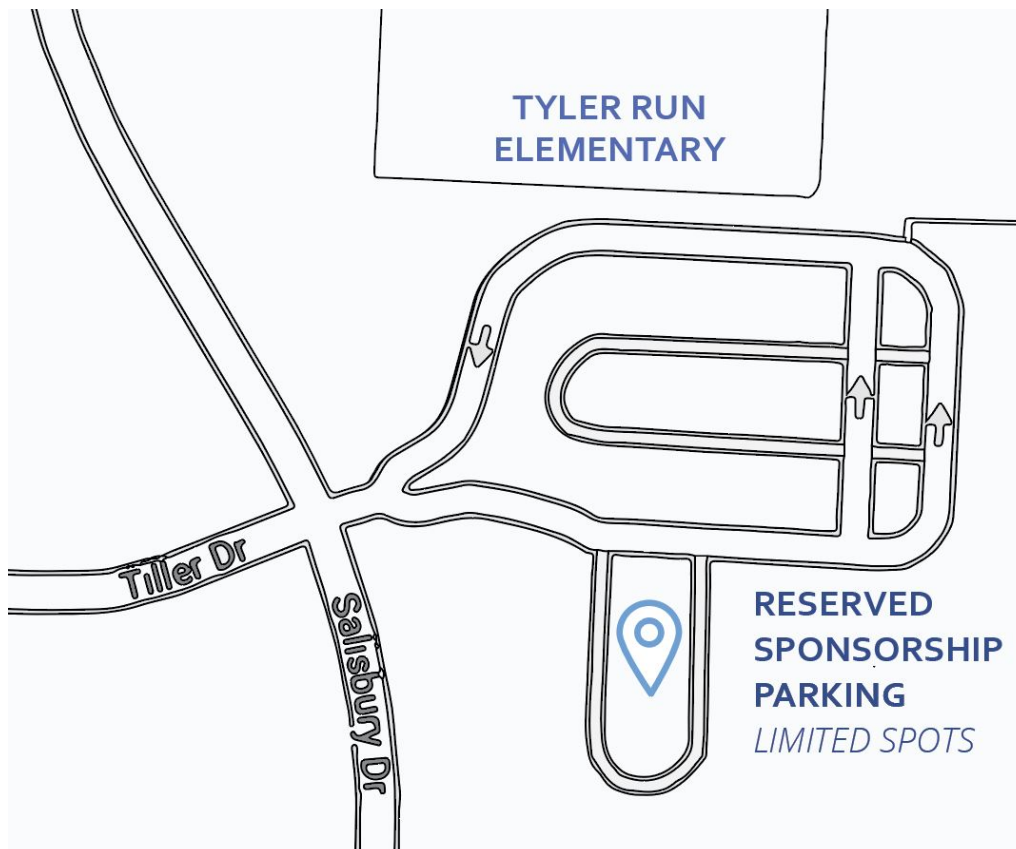 TYLER RUN
ELEMENTARY
Tiller Dr
Salisbury Dr
RESERVED
SPONSORSHIP
PARKING
LIMITED SPOTS